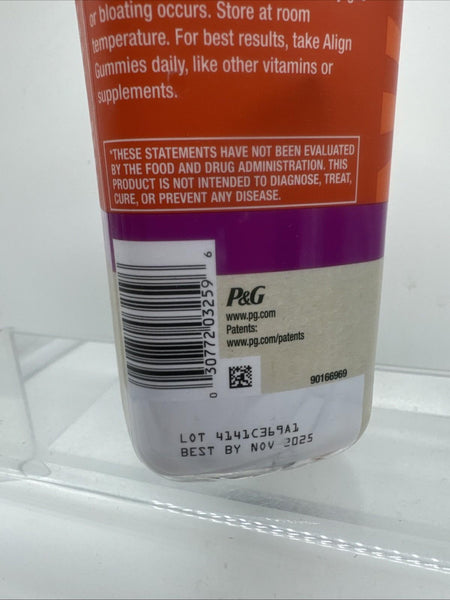 or bloating occurs. Store at room
temperature. For best results, take Align
Gummies daily, like other vitamins or
supplements.
*THESE STATEMENTS HAVE NOT BEEN EVALUATED
BY THE FOOD AND DRUG ADMINISTRATION. THIS
PRODUCT IS NOT INTENDED TO DIAGNOSE, TREAT,
CURE, OR PREVENT ANY DISEASE.
0 30772 03259 6
P&G
www.pg.com
Patents:
www.pg.com/patents
90166969
LOT 4141C369A1
BEST BY NOV 2025